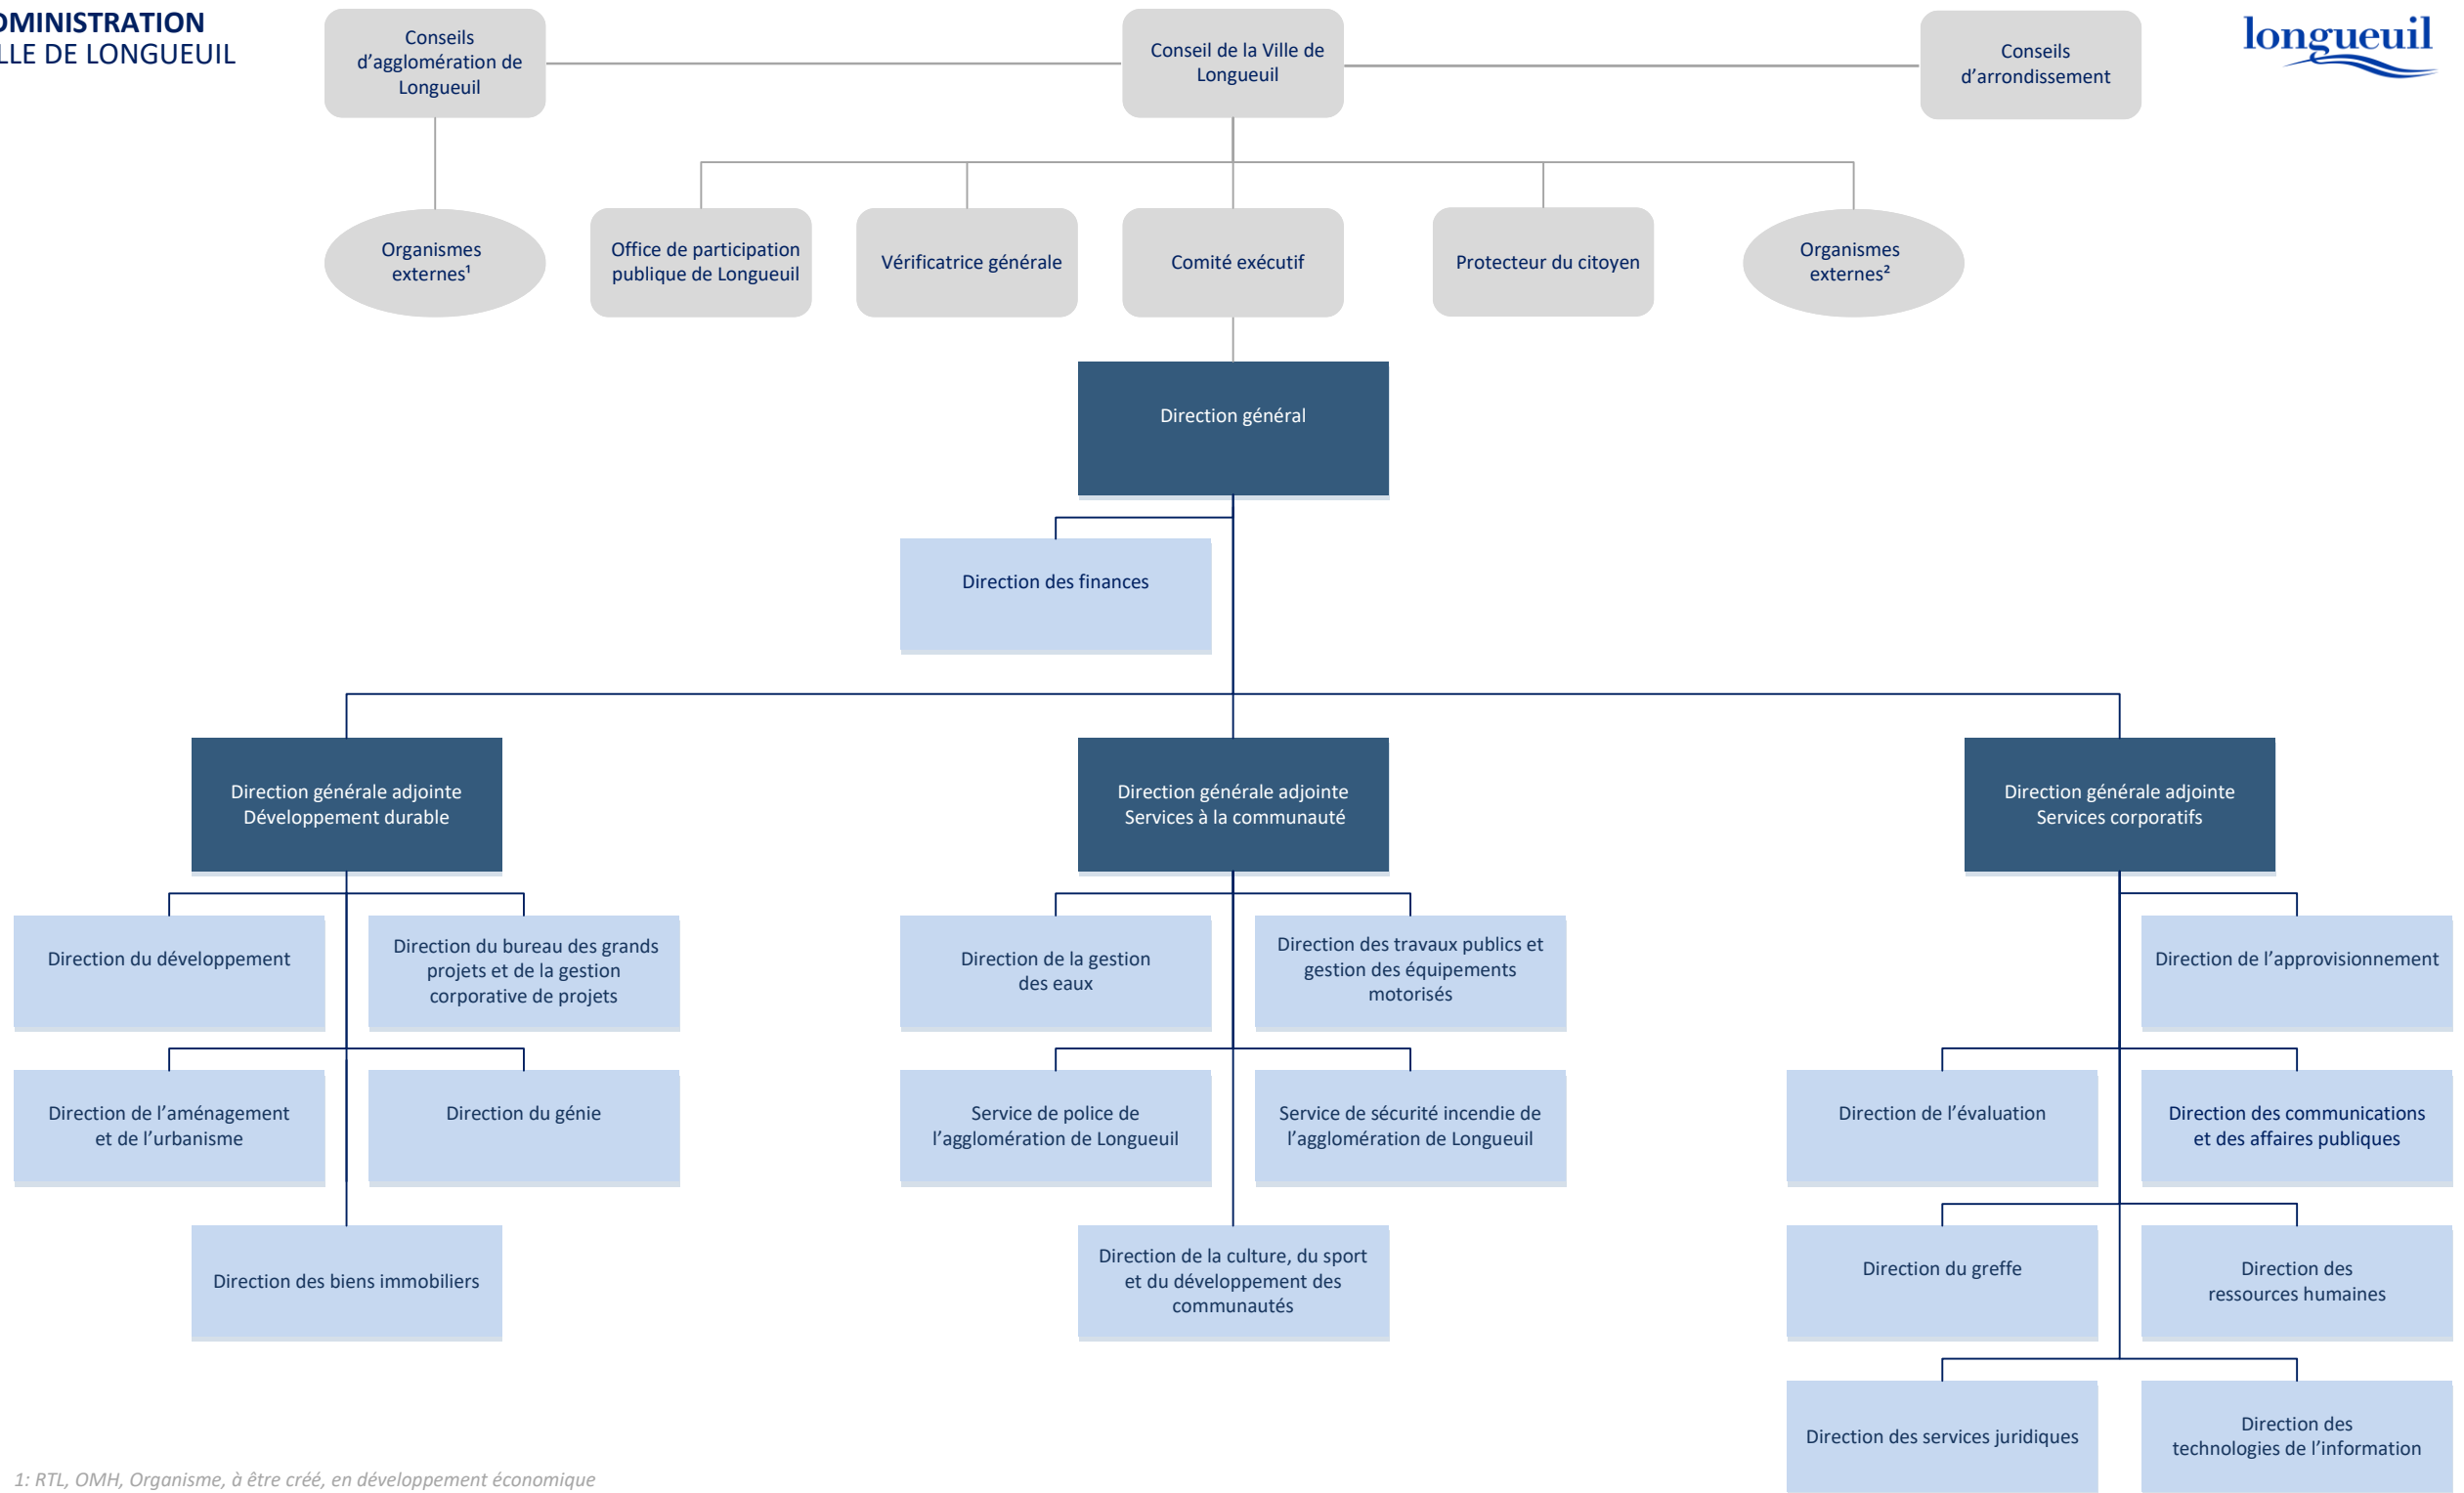 DMINISTRATION
LLE DE LONGUEUIL
longueuil
Conseils
d’agglomération de
Longueuil
Conseil de la Ville de
Longueuil
Conseils
d’arrondissement
Organismes
externes¹
Office de participation
publique de Longueuil
Vérificatrice générale
Comité exécutif
Protecteur du citoyen
Organismes
externes²
Direction général
Direction des finances
Direction générale adjointe
Développement durable
Direction générale adjointe
Services à la communauté
Direction générale adjointe
Services corporatifs
Direction du développement
Direction du bureau des grands
projets et de la gestion
corporative de projets
Direction de la gestion
des eaux
Direction des travaux publics et
gestion des équipements
motorisés
Direction de l’approvisionnement
Direction de l’aménagement
et de l’urbanisme
Direction du génie
Service de police de
l’agglomération de Longueuil
Service de sécurité incendie de
l’agglomération de Longueuil
Direction de l’évaluation
Direction des communications
et des affaires publiques
Direction des biens immobiliers
Direction de la culture, du sport
et du développement des
communautés
Direction du greffe
Direction des
ressources humaines
Direction des services juridiques
Direction des
technologies de l’information
1: RTL, OMH, Organisme, à être créé, en développement économique